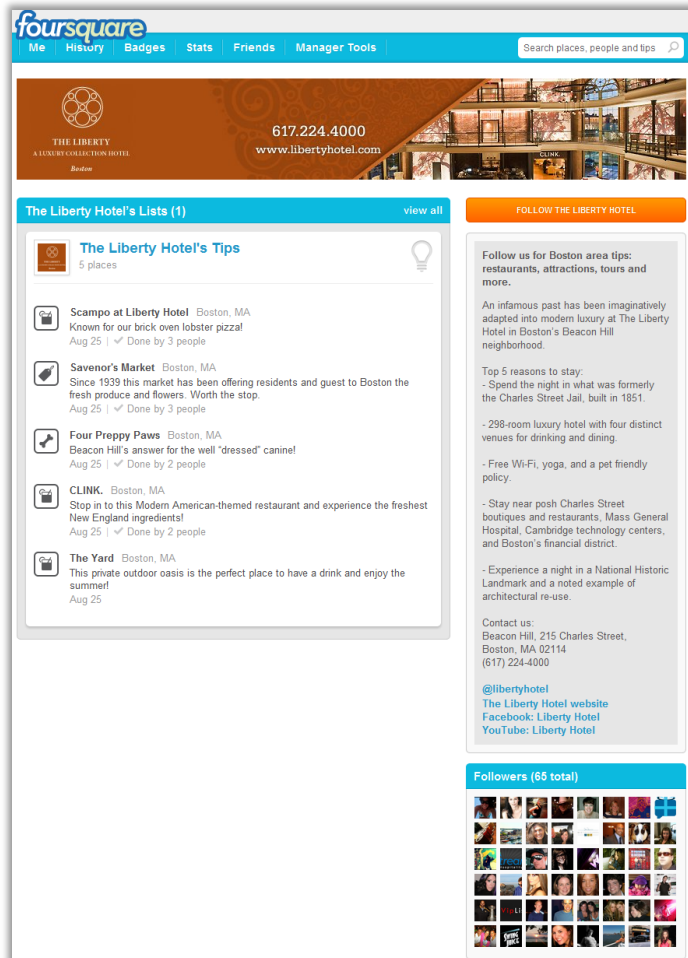 foursquare
Me History Badges Stats Friends Manager Tools
Search places, people and tips
THE LIBERTY
A LUXURY COLLECTION HOTEL
Boston
617.224.4000
www.libertyhotel.com
CLINK.
The Liberty Hotel's Lists (1) view all
The Liberty Hotel's Tips
5 places
Scampo at Liberty Hotel Boston, MA
Known for our brick oven lobster pizza!
Aug 25 | Done by 3 people
Savenor's Market Boston, MA
Since 1939 this market has been offering residents and guest to Boston the
fresh produce and flowers. Worth the stop.
Aug 25 | Done by 3 people
Four Preppy Paws Boston, MA
Beacon Hill's answer for the well “dressed” canine!
Aug 25 | Done by 2 people
CLINK. Boston, MA
Stop in to this Modern American-themed restaurant and experience the freshest
New England ingredients!
Aug 25 | Done by 2 people
The Yard Boston, MA
This private outdoor oasis is the perfect place to have a drink and enjoy the
summer!
Aug 25
FOLLOW THE LIBERTY HOTEL
Follow us for Boston area tips:
restaurants, attractions, tours and
more.
An infamous past has been imaginatively
adapted into modern luxury at The Liberty
Hotel in Boston's Beacon Hill
neighborhood.
Top 5 reasons to stay:
- Spend the night in what was formerly
the Charles Street Jail, built in 1851.
- 298-room luxury hotel with four distinct
venues for drinking and dining.
- Free Wi-Fi, yoga, and a pet friendly
policy.
- Stay near posh Charles Street
boutiques and restaurants, Mass General
Hospital, Cambridge technology centers,
and Boston's financial district.
- Experience a night in a National Historic
Landmark and a noted example of
architectural re-use.
Contact us:
Beacon Hill, 215 Charles Street,
Boston, MA 02114
(617) 224-4000
@libertyhotel
The Liberty Hotel website
Facebook: Liberty Hotel
YouTube: Liberty Hotel
Followers (65 total)